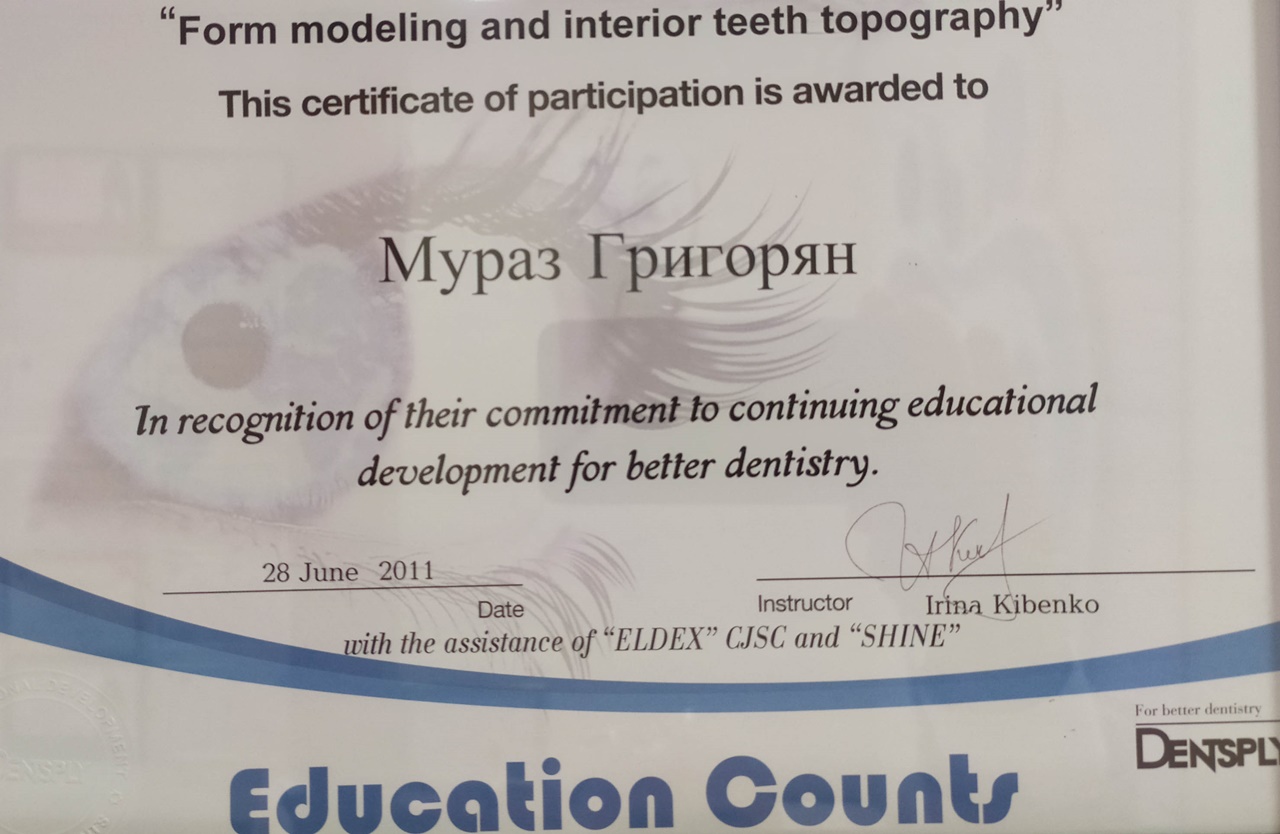 “Form modeling and interior teeth topography”
This certificate of participation is awarded to
Мураз Григорян
In recognition of their commitment to continuing educational
development for better dentistry.
28 June 2011
Date
Instructor Irina Kibenko
with the assistance of “ELDEX” CJSC and “SHINE”
For better dentistry
DENTSPLY
Education Counts